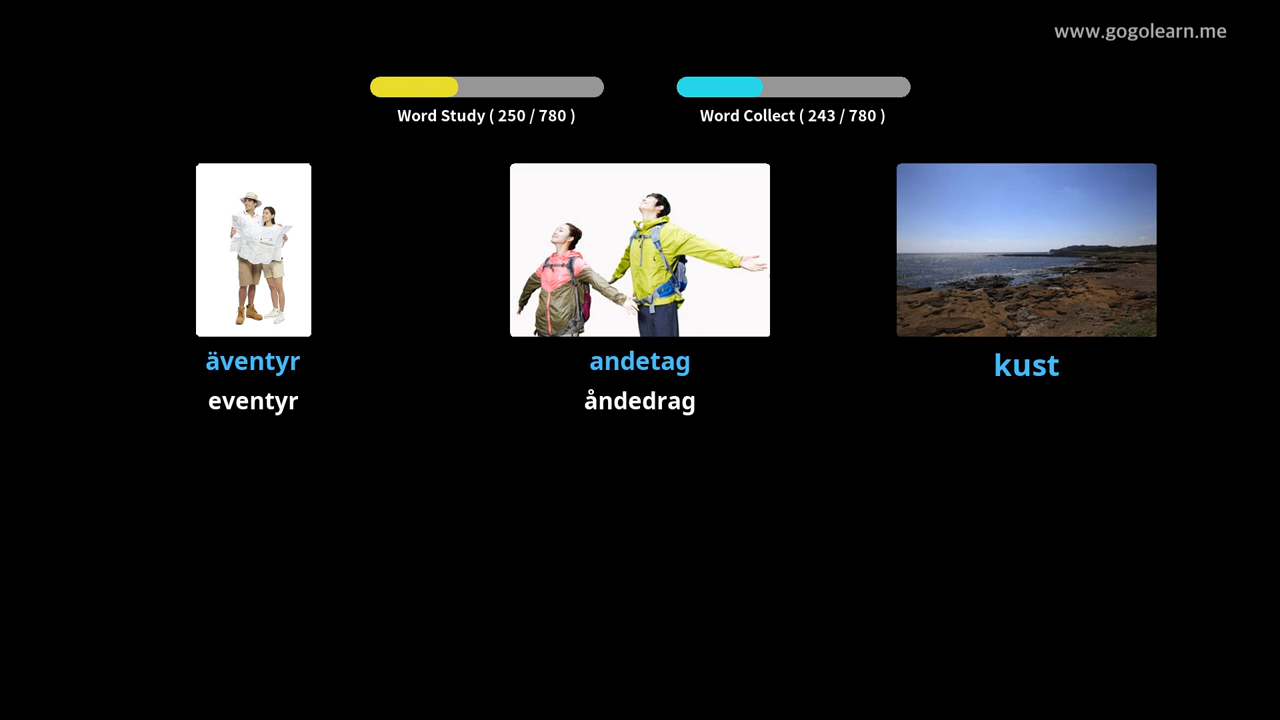 www.gogolearn.me
Word Study ( 250 / 780 )
Word Collect ( 243 / 780 )
äventyr
eventyr
andetag
åndedrag
kust